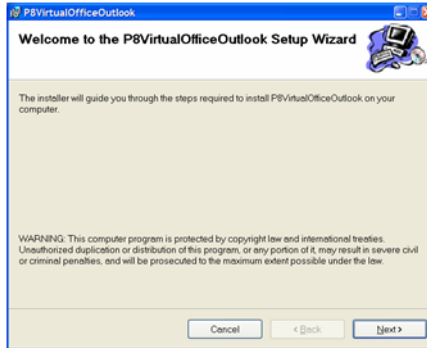 P8VirtualOfficeOutlook
Welcome to the P8VirtualOfficeOutlook Setup Wizard
The installer will guide you through the steps required to install P8VirtualOfficeOutlook on your
computer.
WARNING: This computer program is protected by copyright law and international treaties.
Unauthorized duplication or distribution of this program, or any portion of it, may result in severe civil
or criminal penalties, and will be prosecuted to the maximum extent possible under the law.
Cancel
< Back
Next >